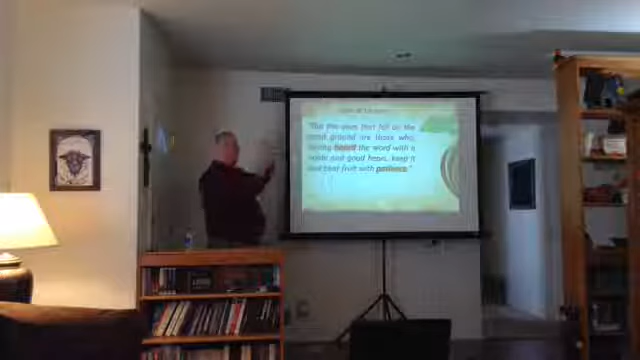 "But the ones that fell on the
good ground are those who,
having heard the word with a
noble and good heart, keep it
and bear fruit with patience."